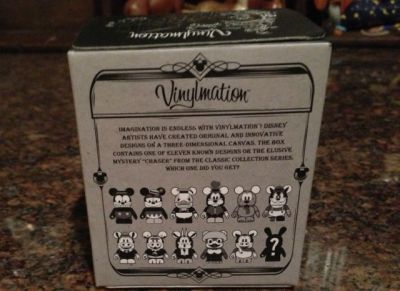 Vinylmation
Vinylmation
IMAGINATION IS ENDLESS WITH VINYLMATION! DISNEY
ARTISTS HAVE CREATED ORIGINAL AND INNOVATIVE
DESIGNS ON A THREE-DIMENSIONAL CANVAS. THE BOX
CONTAINS ONE OF ELEVEN KNOWN DESIGNS OR THE ELUSIVE
MYSTERY "CHASER" FROM THE CLASSIC COLLECTION SERIES.
WHICH ONE DID YOU GET?
?